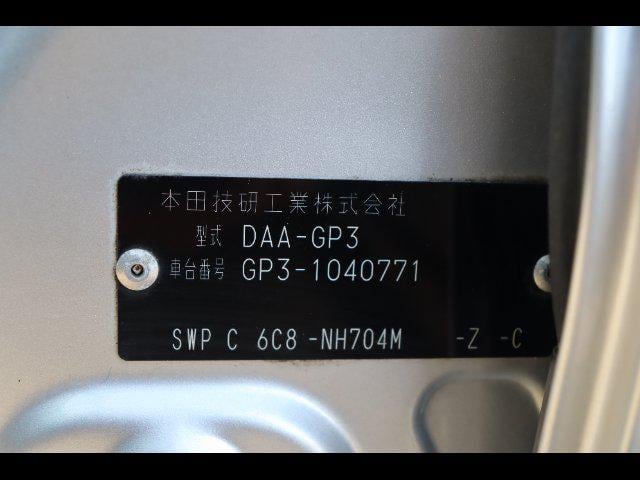 本田技研工業株式会社
型式 DAA-GP3
車台番号 GP3-1040771
SWP C 6C8 -NH704M -Z -C